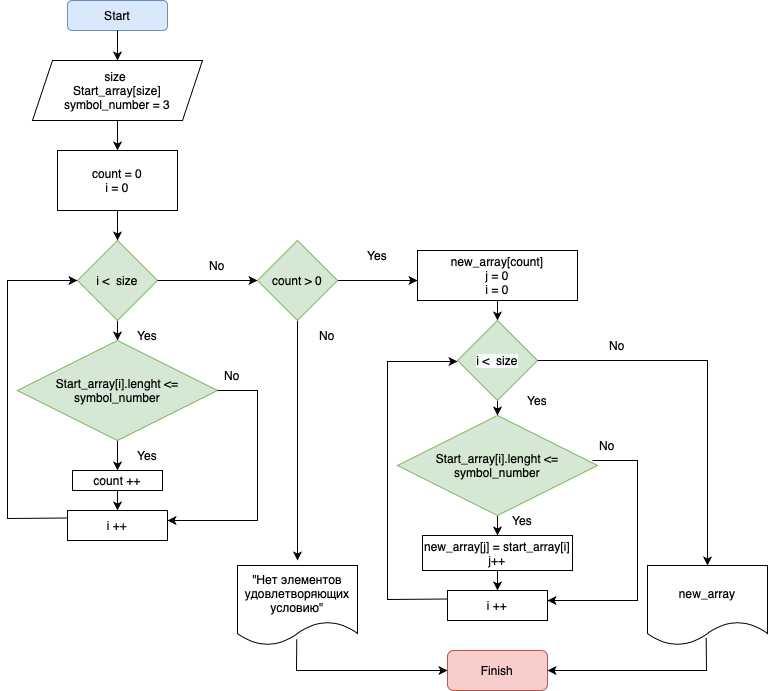 Start
size
Start_array[size]
symbol_number = 3
count = 0
i = 0
i < size
No
count > 0
Yes
new_array[count]
j = 0
i = 0
Yes
No
Start_array[i].lenght <=
symbol_number
No
Yes
count ++
i ++
i < size
No
Yes
Start_array[i].lenght <=
symbol_number
No
Yes
new_array[j] = start_array[i]
j++
i ++
"Нет элементов
удовлетворяющих
условию"
new_array
Finish